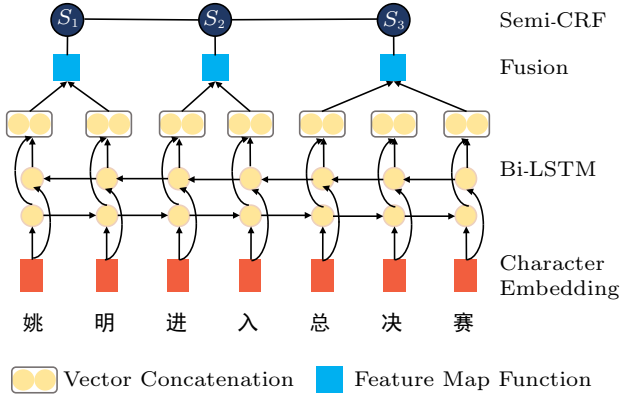 S1 S2 S3 Semi-CRF
Fusion
Bi-LSTM
Character
Embedding
姚 明 进 入 总 决 赛
Vector Concatenation Feature Map Function